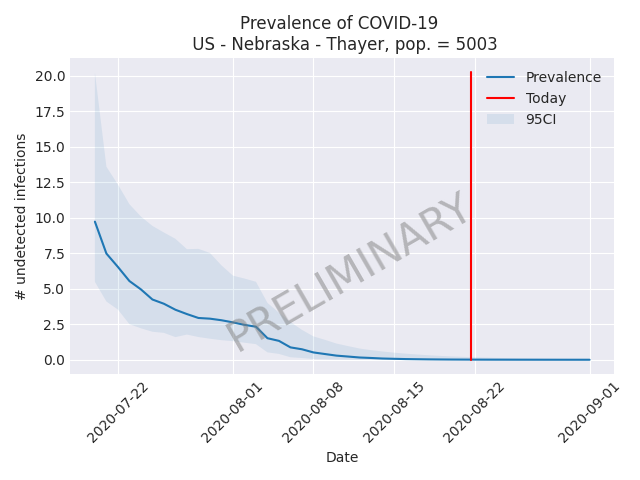 Prevalence of COVID-19
US - Nebraska - Thayer, pop. = 5003
20.0
17.5
15.0
12.5
10.0
7.5
5.0
2.5
0.0
# undetected infections
Prevalence
Today
95CI
PRELIMINARY
2020-07-22
2020-08-01
2020-08-08
2020-08-15
2020-08-22
2020-09-01
Date